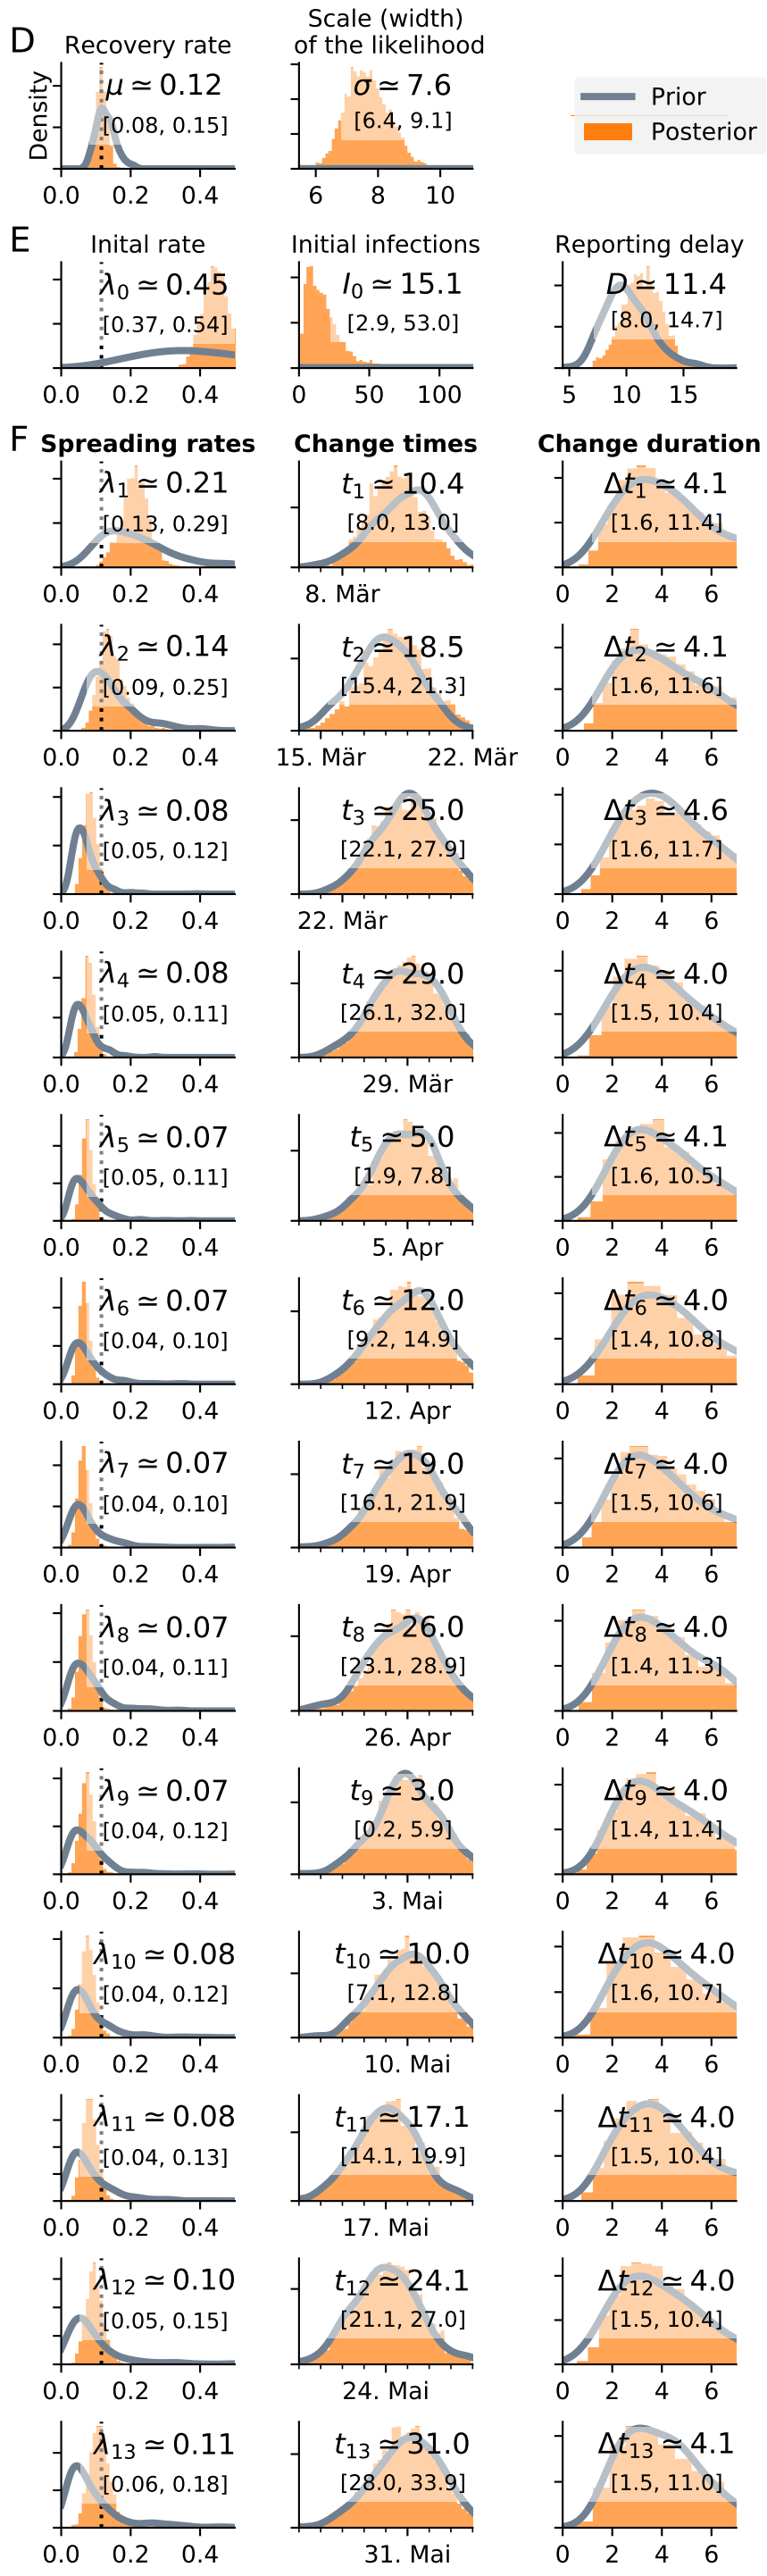 D
Recovery rate
Scale (width)
of the likelihood
Density
μ ≃ 0.12
[0.08, 0.15]
σ ≃ 7.6
[6.4, 9.1]
Prior
Posterior
0.0 0.2 0.4
6 8 10
E
Inital rate
Initial infections
Reporting delay
λ0 ≃ 0.45
[0.37, 0.54]
I0 ≃ 15.1
[2.9, 53.0]
D ≃ 11.4
[8.0, 14.7]
0.0 0.2 0.4
0 50 100
5 10 15
F
Spreading rates
Change times
Change duration
λ1 ≃ 0.21
[0.13, 0.29]
t1 ≃ 10.4
[8.0, 13.0]
Δt1 ≃ 4.1
[1.6, 11.4]
0.0 0.2 0.4
8. Mär
0 2 4 6
λ2 ≃ 0.14
[0.09, 0.25]
t2 ≃ 18.5
[15.4, 21.3]
Δt2 ≃ 4.1
[1.6, 11.6]
0.0 0.2 0.4
15. Mär 22. Mär
0 2 4 6
λ3 ≃ 0.08
[0.05, 0.12]
t3 ≃ 25.0
[22.1, 27.9]
Δt3 ≃ 4.6
[1.6, 11.7]
0.0 0.2 0.4
22. Mär
0 2 4 6
λ4 ≃ 0.08
[0.05, 0.11]
t4 ≃ 29.0
[26.1, 32.0]
Δt4 ≃ 4.0
[1.5, 10.4]
0.0 0.2 0.4
29. Mär
0 2 4 6
λ5 ≃ 0.07
[0.05, 0.11]
t5 ≃ 5.0
[1.9, 7.8]
Δt5 ≃ 4.1
[1.6, 10.5]
0.0 0.2 0.4
5. Apr
0 2 4 6
λ6 ≃ 0.07
[0.04, 0.10]
t6 ≃ 12.0
[9.2, 14.9]
Δt6 ≃ 4.0
[1.4, 10.8]
0.0 0.2 0.4
12. Apr
0 2 4 6
λ7 ≃ 0.07
[0.04, 0.10]
t7 ≃ 19.0
[16.1, 21.9]
Δt7 ≃ 4.0
[1.5, 10.6]
0.0 0.2 0.4
19. Apr
0 2 4 6
λ8 ≃ 0.07
[0.04, 0.11]
t8 ≃ 26.0
[23.1, 28.9]
Δt8 ≃ 4.0
[1.4, 11.3]
0.0 0.2 0.4
26. Apr
0 2 4 6
λ9 ≃ 0.07
[0.04, 0.12]
t9 ≃ 3.0
[0.2, 5.9]
Δt9 ≃ 4.0
[1.4, 11.4]
0.0 0.2 0.4
3. Mai
0 2 4 6
λ10 ≃ 0.08
[0.04, 0.12]
t10 ≃ 10.0
[7.1, 12.8]
Δt10 ≃ 4.0
[1.6, 10.7]
0.0 0.2 0.4
10. Mai
0 2 4 6
λ11 ≃ 0.08
[0.04, 0.13]
t11 ≃ 17.1
[14.1, 19.9]
Δt11 ≃ 4.0
[1.5, 10.4]
0.0 0.2 0.4
17. Mai
0 2 4 6
λ12 ≃ 0.10
[0.05, 0.15]
t12 ≃ 24.1
[21.1, 27.0]
Δt12 ≃ 4.0
[1.5, 10.4]
0.0 0.2 0.4
24. Mai
0 2 4 6
λ13 ≃ 0.11
[0.06, 0.18]
t13 ≃ 31.0
[28.0, 33.9]
Δt13 ≃ 4.1
[1.5, 11.0]
0.0 0.2 0.4
31. Mai
0 2 4 6